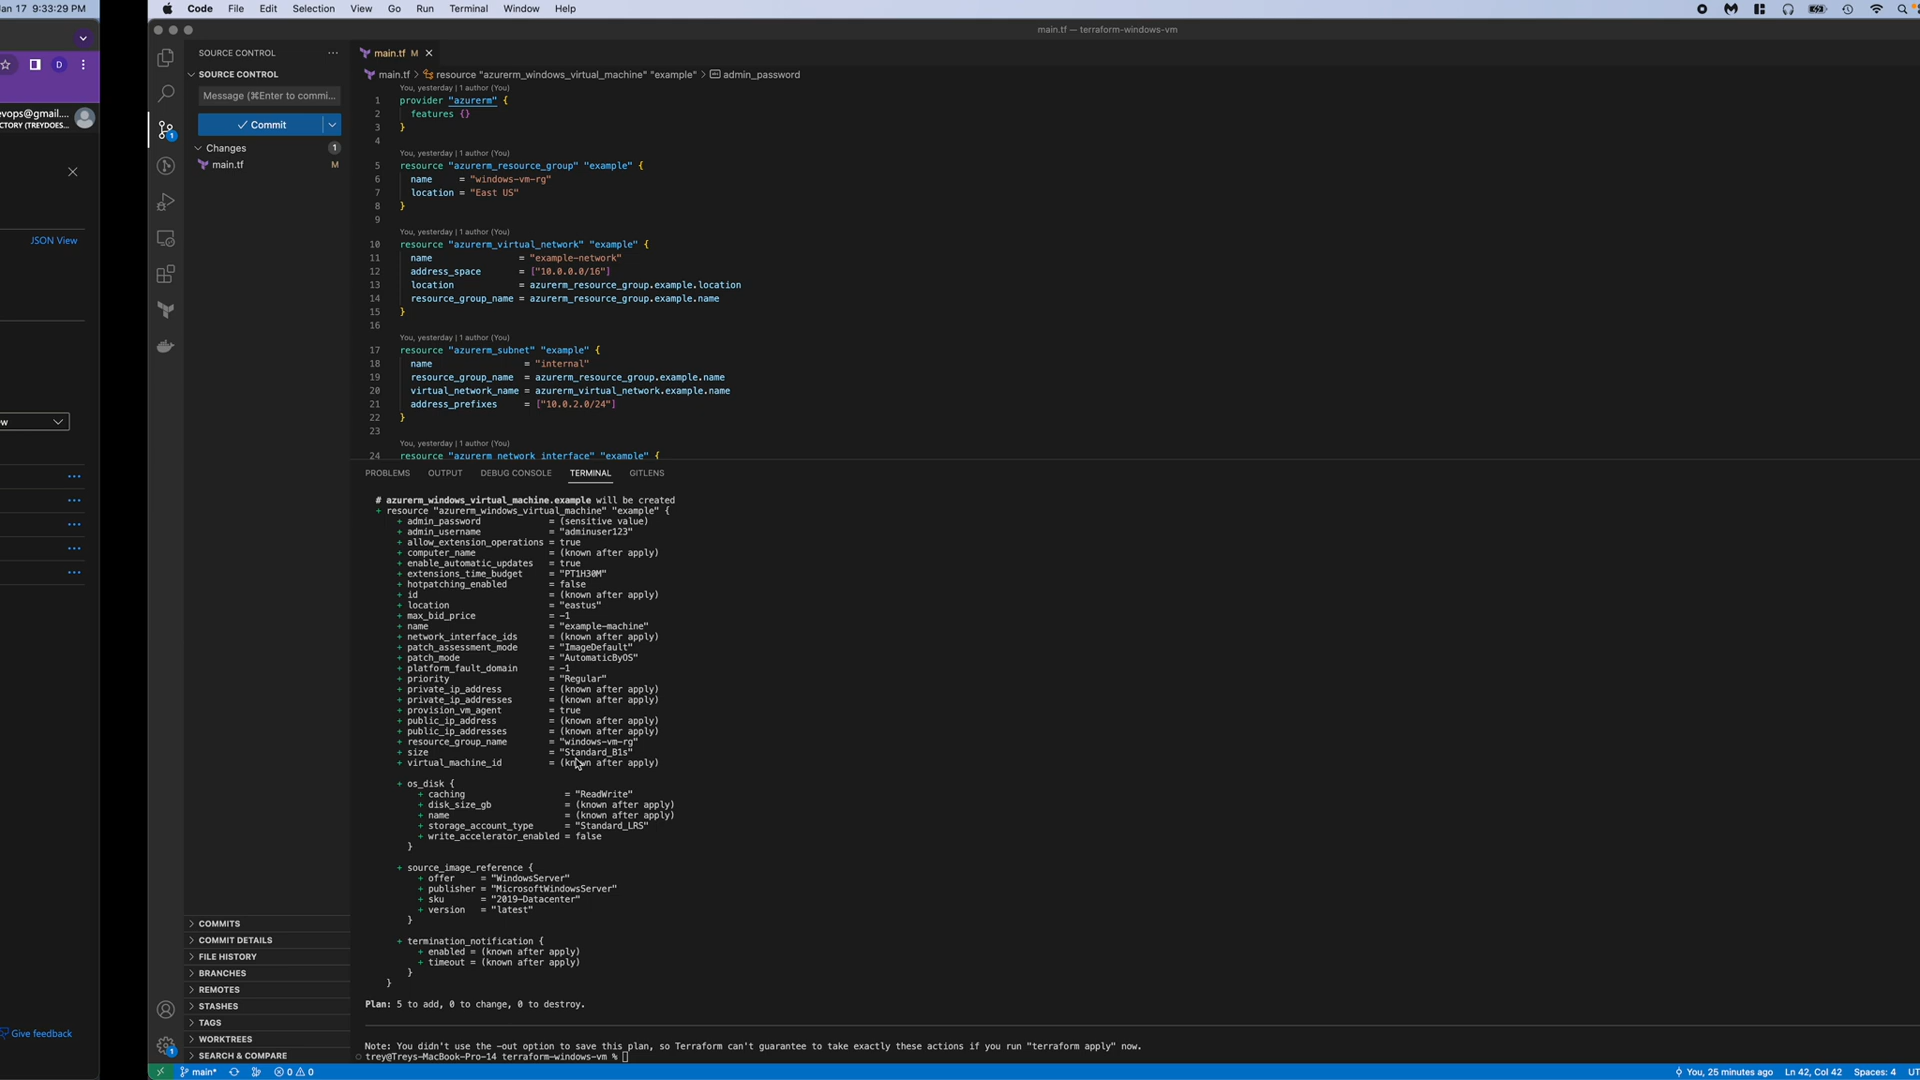 an 17  9:33:29 PM
Code File Edit Selection View Go Run Terminal Window Help
main.tf — terraform-windows-vm
D
evops@gmail....
CTORY (TREYDOES...
JSON View
Give feedback
SOURCE CONTROL
SOURCE CONTROL
Message (⌘Enter to commi...
Commit
Changes 1
main.tf M
COMMITS
COMMIT DETAILS
FILE HISTORY
BRANCHES
REMOTES
STASHES
TAGS
WORKTREES
SEARCH & COMPARE
main.tf M
main.tf > resource "azurerm_windows_virtual_machine" "example" > admin_password
You, yesterday | 1 author (You)
1 provider "azurerm" {
2 features {}
3 }
4
You, yesterday | 1 author (You)
5 resource "azurerm_resource_group" "example" {
6 name     = "windows-vm-rg"
7 location = "East US"
8 }
9
You, yesterday | 1 author (You)
10 resource "azurerm_virtual_network" "example" {
11 name                = "example-network"
12 address_space       = ["10.0.0.0/16"]
13 location            = azurerm_resource_group.example.location
14 resource_group_name = azurerm_resource_group.example.name
15 }
16
You, yesterday | 1 author (You)
17 resource "azurerm_subnet" "example" {
18 name                 = "internal"
19 resource_group_name  = azurerm_resource_group.example.name
20 virtual_network_name = azurerm_virtual_network.example.name
21 address_prefixes     = ["10.0.2.0/24"]
22 }
23
You, yesterday | 1 author (You)
24 resource "azurerm_network_interface" "example" {
PROBLEMS OUTPUT DEBUG CONSOLE TERMINAL GITLENS
# azurerm_windows_virtual_machine.example will be created
+ resource "azurerm_windows_virtual_machine" "example" {
+ admin_password             = (sensitive value)
+ admin_username             = "adminuser123"
+ allow_extension_operations = true
+ computer_name              = (known after apply)
+ enable_automatic_updates   = true
+ extensions_time_budget     = "PT1H30M"
+ hotpatching_enabled        = false
+ id                         = (known after apply)
+ location                   = "eastus"
+ max_bid_price              = -1
+ name                       = "example-machine"
+ network_interface_ids      = (known after apply)
+ patch_assessment_mode      = "ImageDefault"
+ patch_mode                 = "AutomaticByOS"
+ platform_fault_domain      = -1
+ priority                   = "Regular"
+ private_ip_address         = (known after apply)
+ private_ip_addresses       = (known after apply)
+ provision_vm_agent         = true
+ public_ip_address          = (known after apply)
+ public_ip_addresses        = (known after apply)
+ resource_group_name        = "windows-vm-rg"
+ size                       = "Standard_B1s"
+ virtual_machine_id         = (known after apply)
+ os_disk {
+ caching                   = "ReadWrite"
+ disk_size_gb              = (known after apply)
+ name                      = (known after apply)
+ storage_account_type      = "Standard_LRS"
+ write_accelerator_enabled = false
}
+ source_image_reference {
+ offer     = "WindowsServer"
+ publisher = "MicrosoftWindowsServer"
+ sku       = "2019-Datacenter"
+ version   = "latest"
}
+ termination_notification {
+ enabled = (known after apply)
+ timeout = (known after apply)
}
}
Plan: 5 to add, 0 to change, 0 to destroy.
Note: You didn't use the -out option to save this plan, so Terraform can't guarantee to take exactly these actions if you run "terraform apply" now.
trey@Treys-MacBook-Pro-14 terraform-windows-vm %
main* 0 0 You, 25 minutes ago Ln 42, Col 42 Spaces: 4 UT